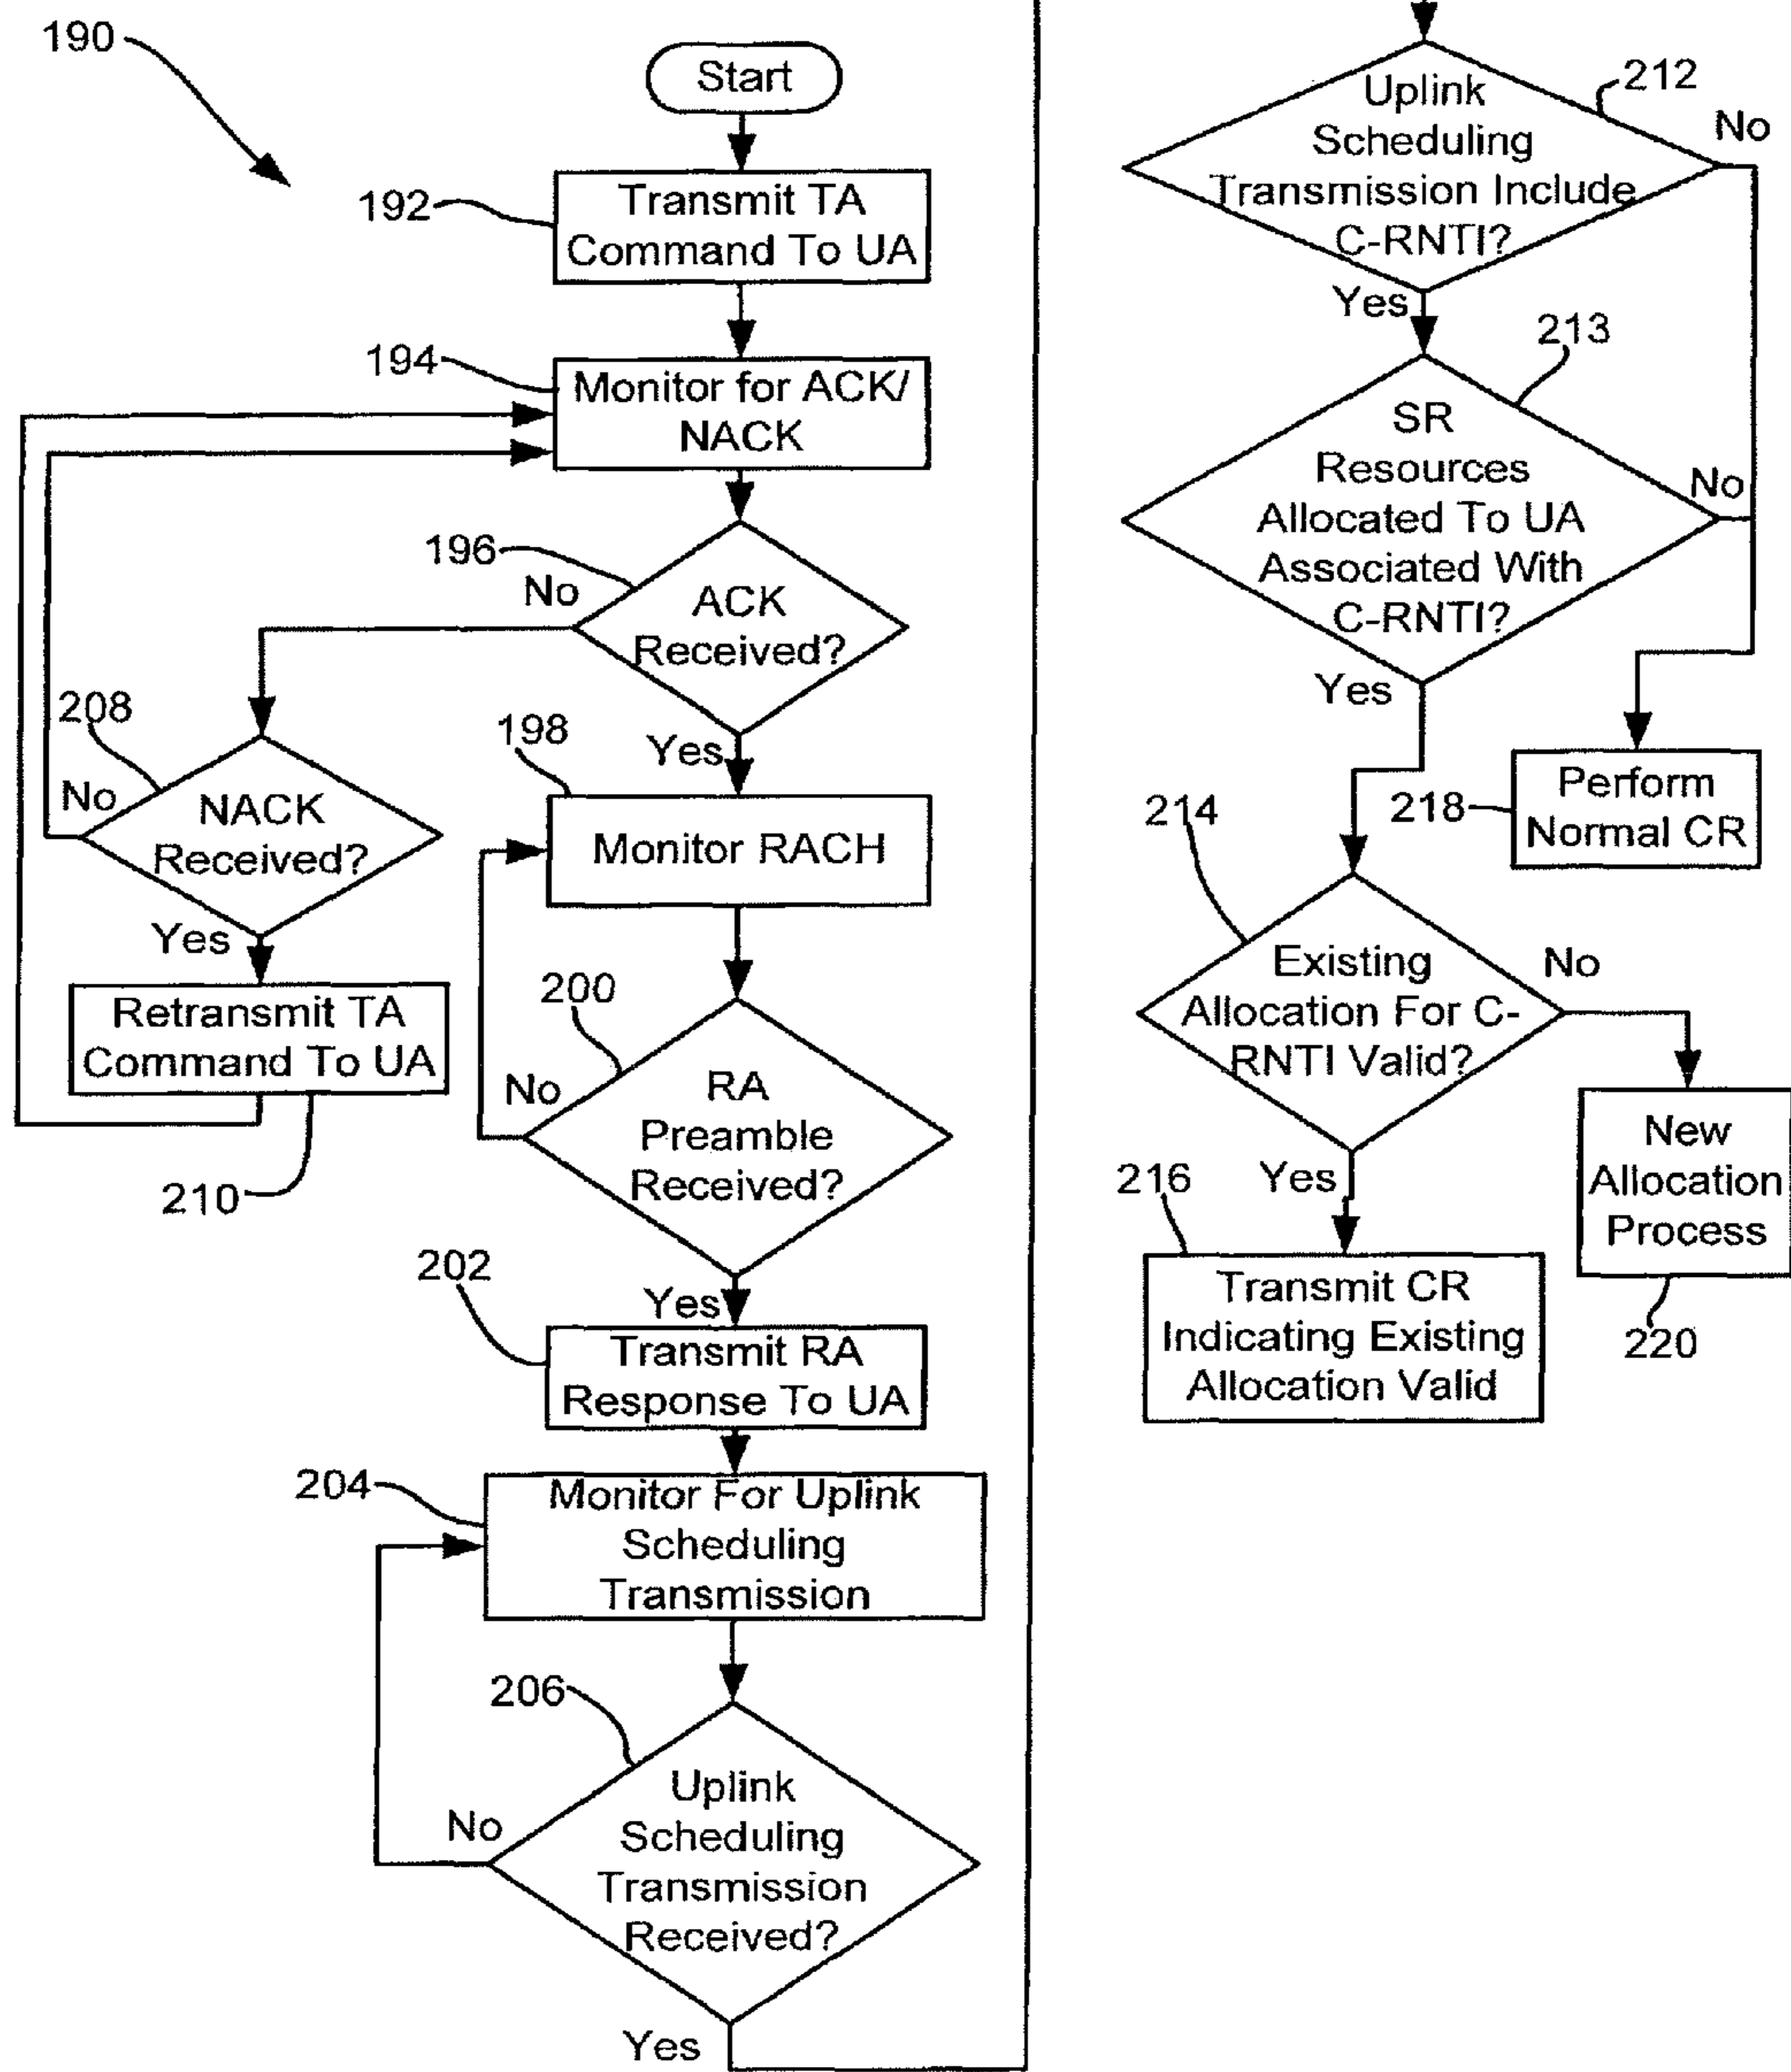 190
Start
192
Transmit TA
Command To UA
194
Monitor for ACK/
NACK
196
No
ACK
Received?
208
No
NACK
Received?
Yes
198
Yes
Monitor RACH
Retransmit TA
Command To UA
210
200
No
RA
Preamble
Received?
202
Yes
Transmit RA
Response To UA
204
Monitor For Uplink
Scheduling
Transmission
206
No
Uplink
Scheduling
Transmission
Received?
Yes
212
No
Uplink
Scheduling
Transmission Include
C-RNTI?
Yes
213
SR
Resources
Allocated To UA
Associated With
C-RNTI?
No
Yes
218
Perform
Normal CR
214
Existing
Allocation For C-
RNTI Valid?
No
Yes
New
Allocation
Process
220
216
Transmit CR
Indicating Existing
Allocation Valid